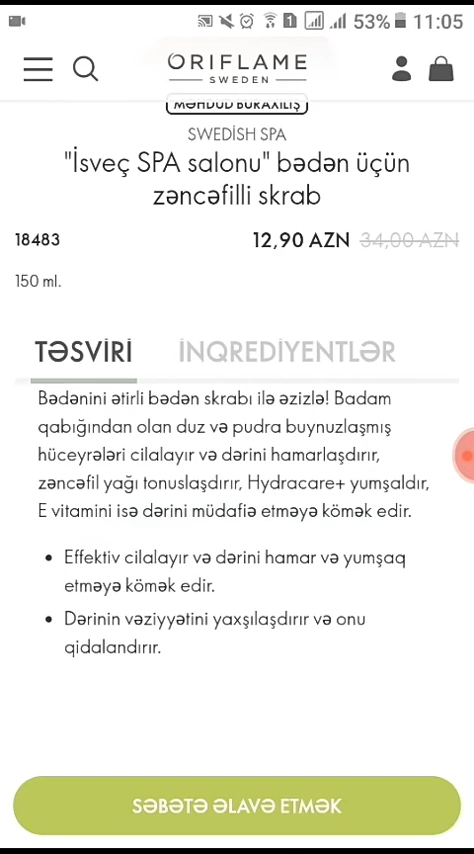 53% 11:05
ORIFLAME
SWEDEN
MƏHDUD BURAXILIŞ
SWEDİSH SPA
"İsveç SPA salonu" bədən üçün
zəncəfilli skrab
18483 12,90 AZN 34,00 AZN
150 ml.
TƏSVİRİ İNQREDİYENTLƏR
Bədənini ətirli bədən skrabı ilə əzizlə! Badam
qabığından olan duz və pudra buynuzlaşmış
hüceyrələri cilalayır və dərini hamarlaşdırır,
zəncəfil yağı tonuslaşdırır, Hydracare+ yumşaldır,
E vitamini isə dərini müdafiə etməyə kömək edir.
• Effektiv cilalayır və dərini hamar və yumşaq
etməyə kömək edir.
• Dərinin vəziyyətini yaxşılaşdırır və onu
qidalandırır.
SƏBƏTƏ ƏLAVƏ ETMƏK